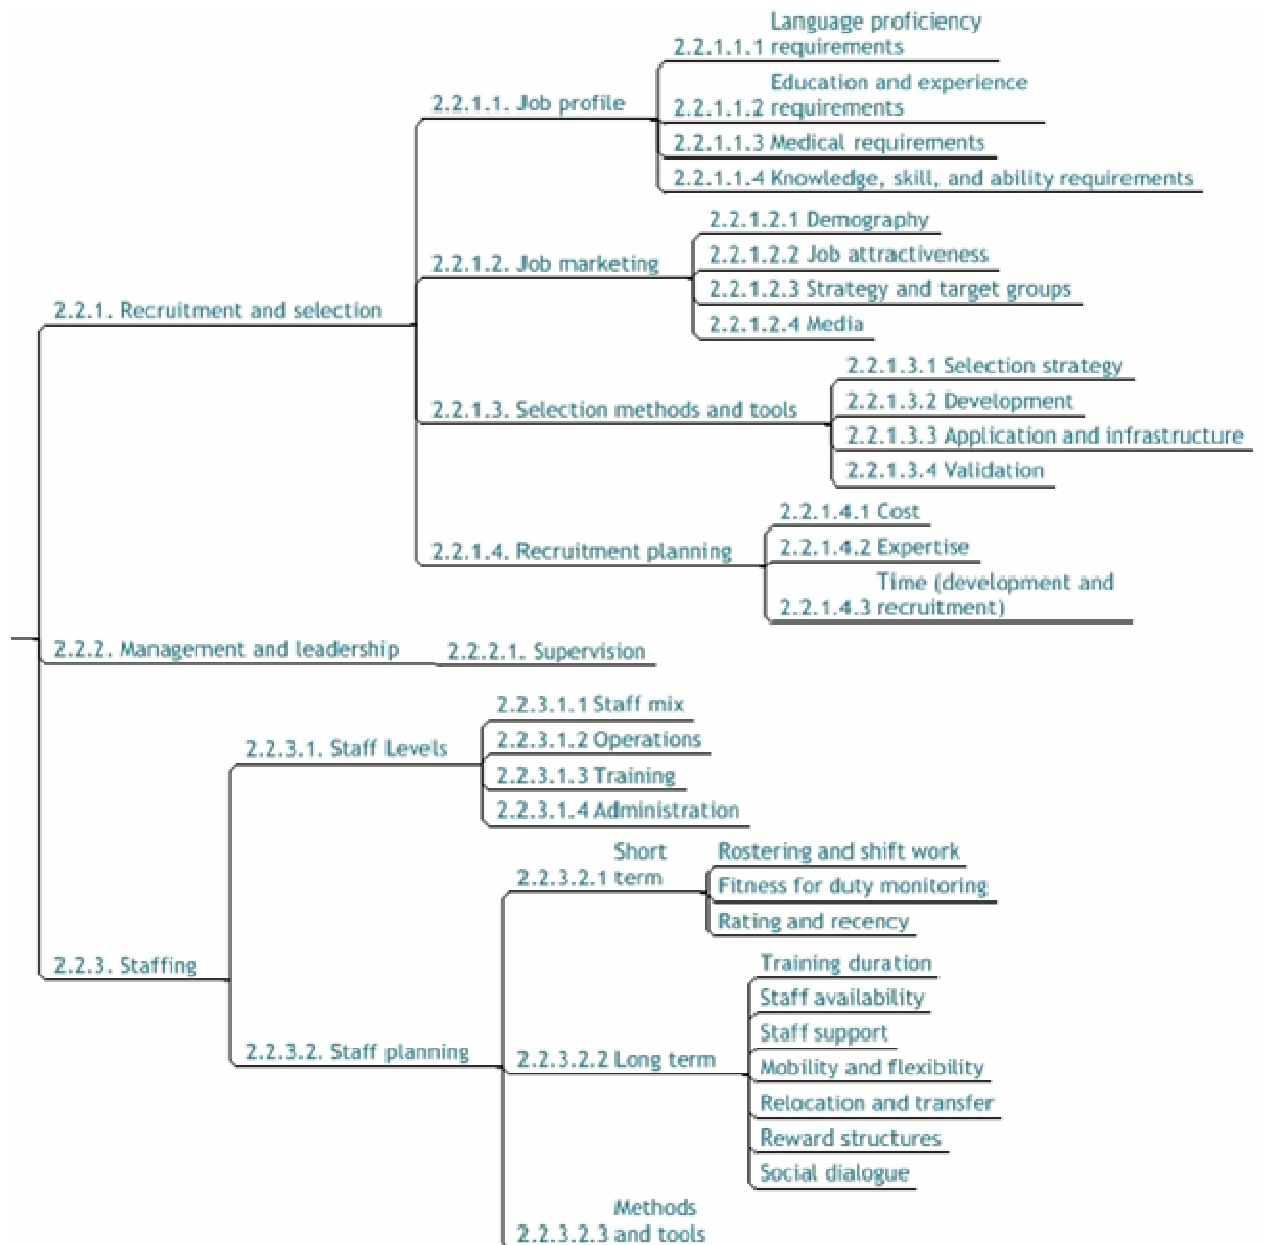 Language proficiency
2.2.1.1.1 requirements
Education and experience
2.2.1.1.2 requirements
2.2.1.1. Job profile
2.2.1.1.3 Medical requirements
2.2.1.1.4 Knowledge, skill, and ability requirements
2.2.1.2.1 Demography
2.2.1.2.2 Job attractiveness
2.2.1.2. Job marketing
2.2.1.2.3 Strategy and target groups
2.2.1. Recruitment and selection
2.2.1.2.4 Media
2.2.1.3.1 Selection strategy
2.2.1.3.2 Development
2.2.1.3. Selection methods and tools
2.2.1.3.3 Application and infrastructure
2.2.1.3.4 Validation
2.2.1.4.1 Cost
2.2.1.4. Recruitment planning
2.2.1.4.2 Expertise
Time (development and
2.2.1.4.3 recruitment)
2.2.2. Management and leadership
2.2.2.1. Supervision
2.2.3.1.1 Staff mix
2.2.3.1. Staff Levels
2.2.3.1.2 Operations
2.2.3.1.3 Training
2.2.3.1.4 Administration
Short
2.2.3.2.1 term
Rostering and shift work
Fitness for duty monitoring
Rating and recency
2.2.3. Staffing
Training duration
Staff availability
Staff support
2.2.3.2. Staff planning
2.2.3.2.2 Long term
Mobility and flexibility
Relocation and transfer
Reward structures
Social dialogue
Methods
2.2.3.2.3 and tools